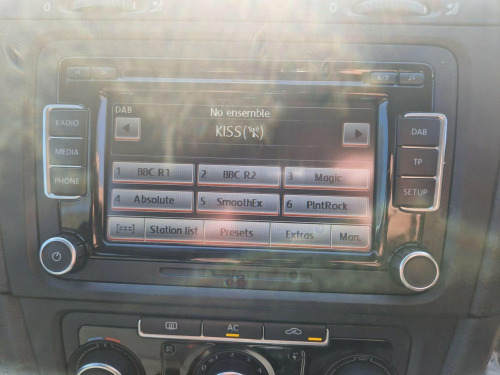 DAB
No ensemble
KISS
RADIO
MEDIA
PHONE
DAB
TP
SETUP
1 BBC R1
2 BBC R2
3 Magic
4 Absolute
5 SmoothEx
6 PlntRock
Station list
Presets
Extras
Man.
AC